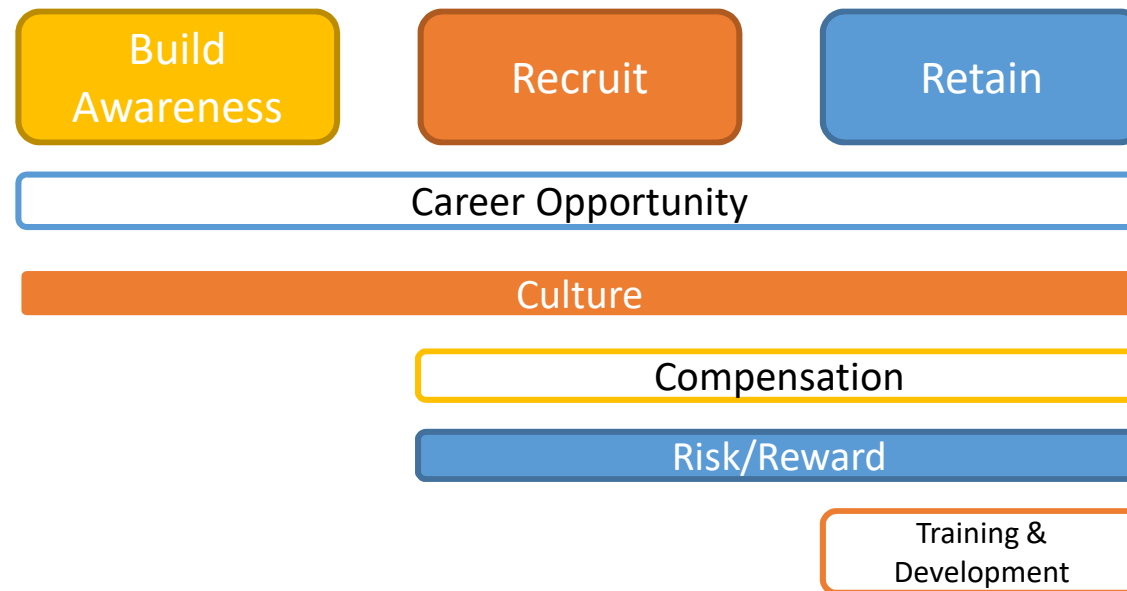 Build
Awareness
Recruit
Retain
Career Opportunity
Culture
Compensation
Risk/Reward
Training &
Development